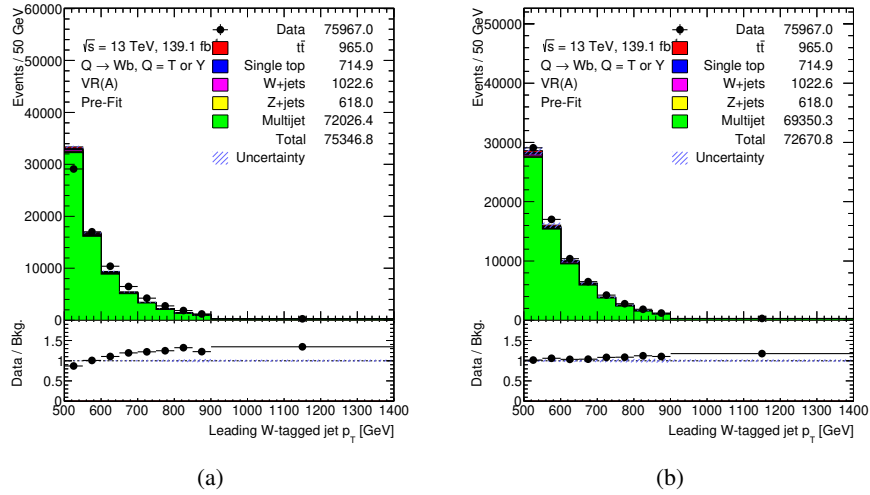 60000
50000
40000
30000
20000
10000
0
Events / 50 GeV
√s = 13 TeV, 139.1 fb
Q → Wb, Q = T or Y
VR(A)
Pre-Fit
Data 75967.0
tt̄ 965.0
Single top 714.9
W+jets 1022.6
Z+jets 618.0
Multijet 72026.4
Total 75346.8
Uncertainty
Data / Bkg.
1.5
1
0.5
0
500 600 700 800 900 1000 1100 1200 1300 1400
Leading W-tagged jet p_T [GeV]
(a)
50000
40000
30000
20000
10000
0
Events / 50 GeV
√s = 13 TeV, 139.1 fb
Q → Wb, Q = T or Y
VR(A)
Pre-Fit
Data 75967.0
tt̄ 965.0
Single top 714.9
W+jets 1022.6
Z+jets 618.0
Multijet 69350.3
Total 72670.8
Uncertainty
Data / Bkg.
1.5
1
0.5
0
500 600 700 800 900 1000 1100 1200 1300 1400
Leading W-tagged jet p_T [GeV]
(b)